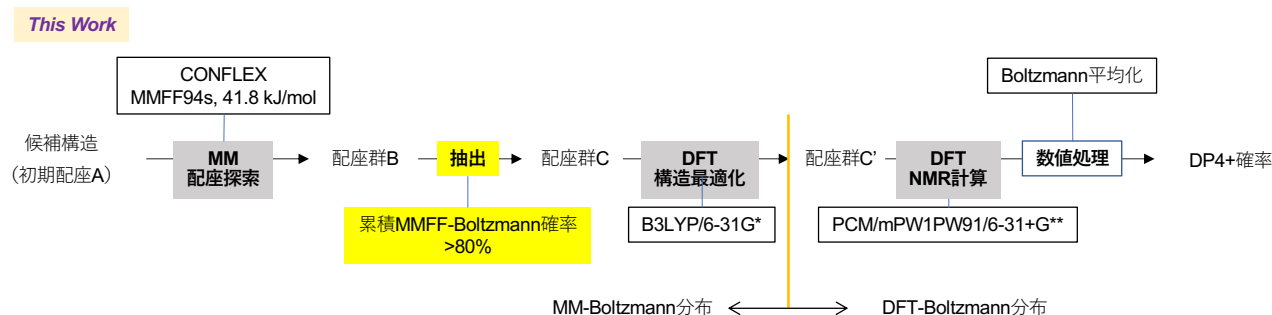 This Work
CONFLEX
MMFF94s, 41.8 kJ/mol
Boltzmann平均化
候補構造
(初期配座A)
MM
配座探索
配座群B
抽出
配座群C
DFT
構造最適化
配座群C’
DFT
NMR計算
数値処理
DP4+確率
累積MMFF-Boltzmann確率
>80%
B3LYP/6-31G*
PCM/mPW1PW91/6-31+G**
MM-Boltzmann分布
DFT-Boltzmann分布